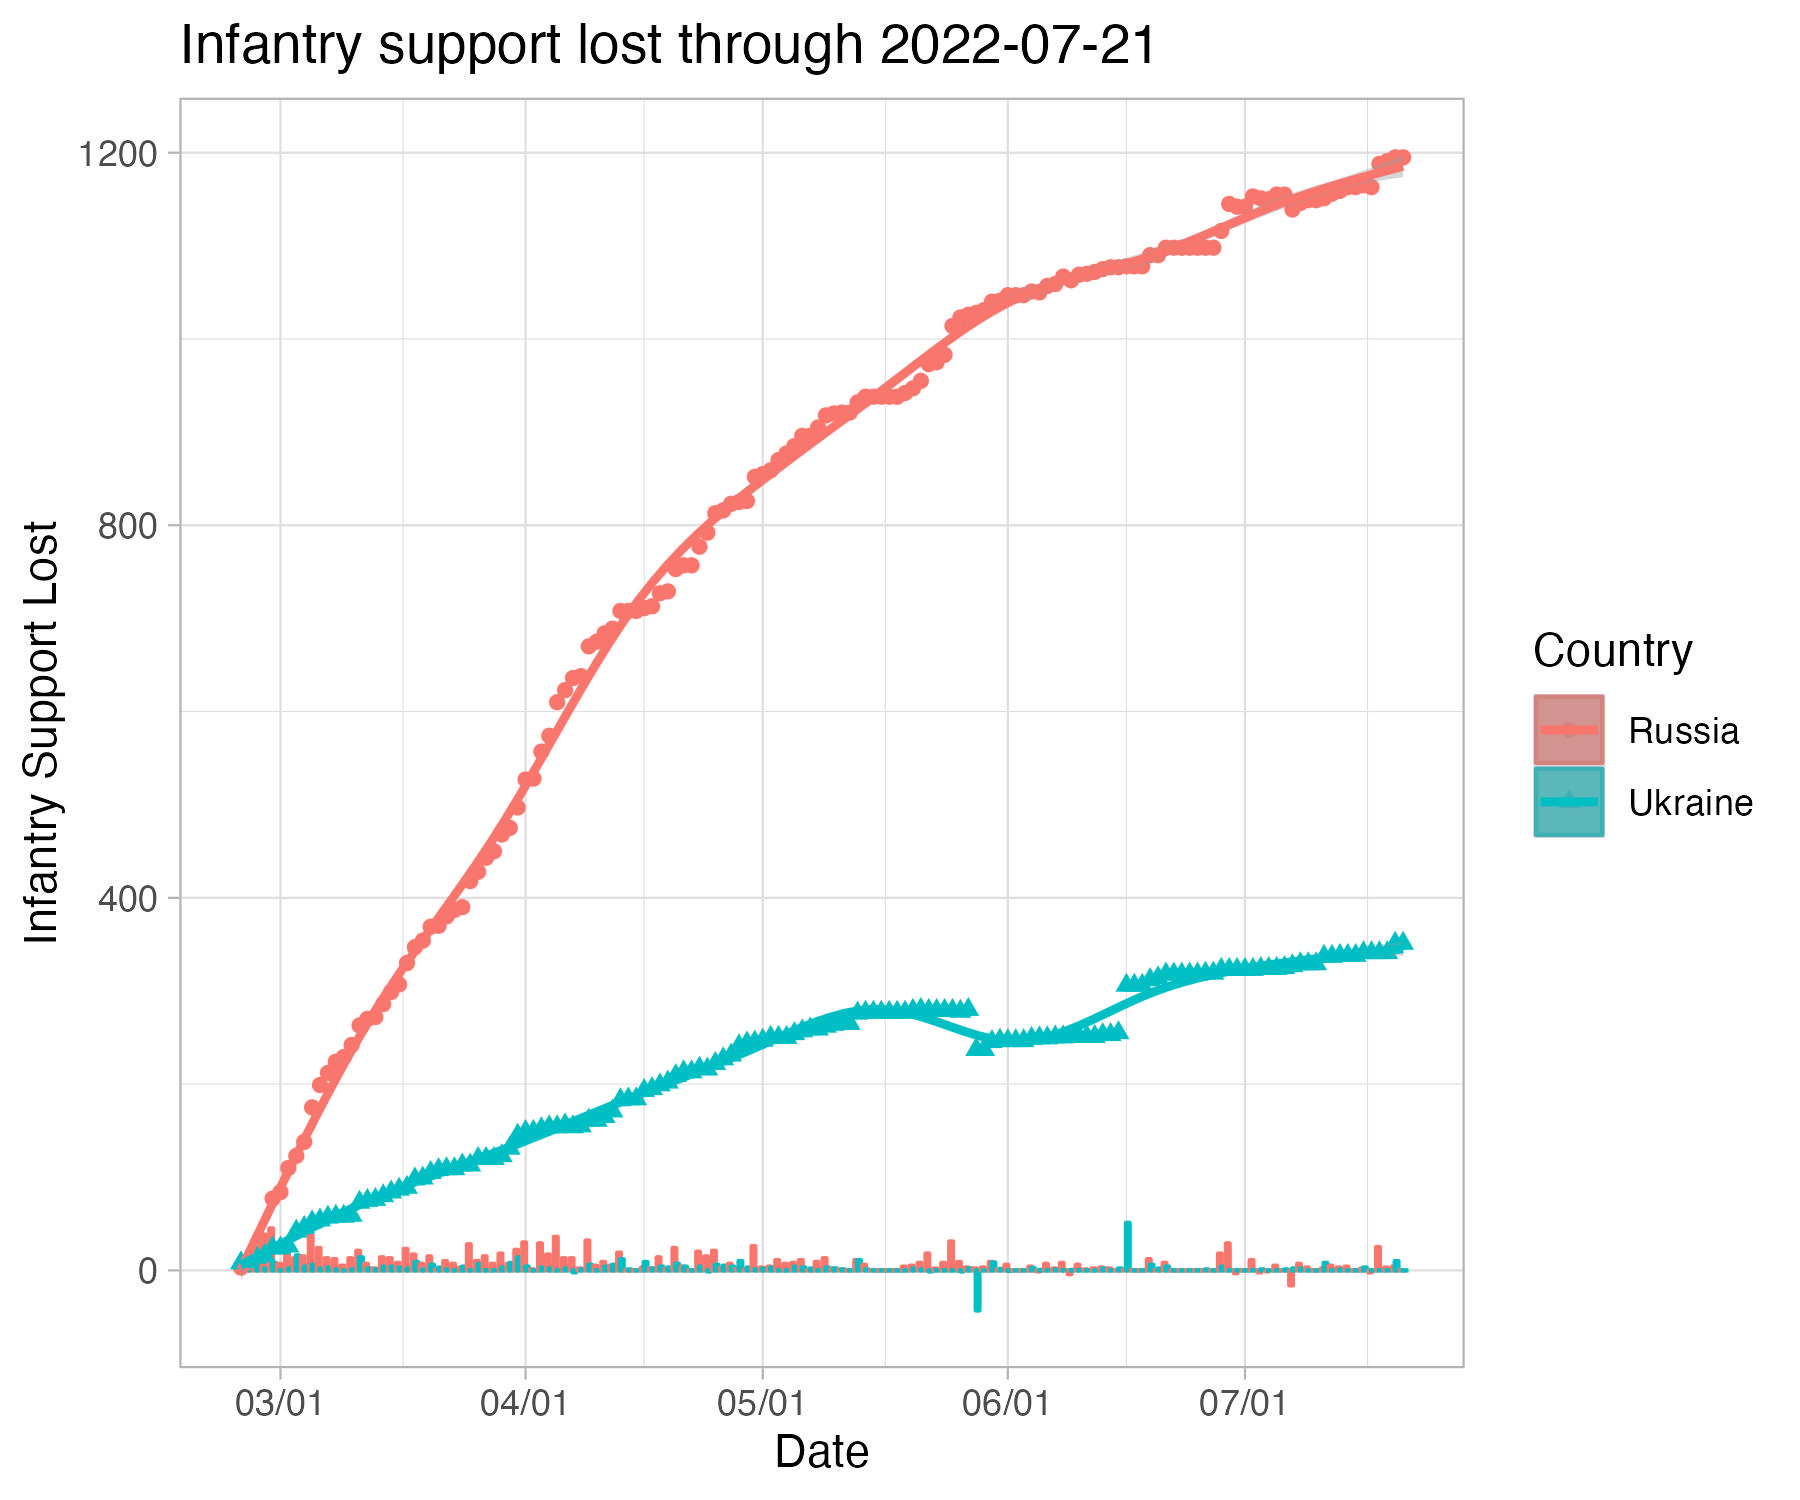 Infantry support lost through 2022-07-21
Infantry Support Lost
1200
800
400
0
03/01
04/01
05/01
06/01
07/01
Date
Country
Russia
Ukraine